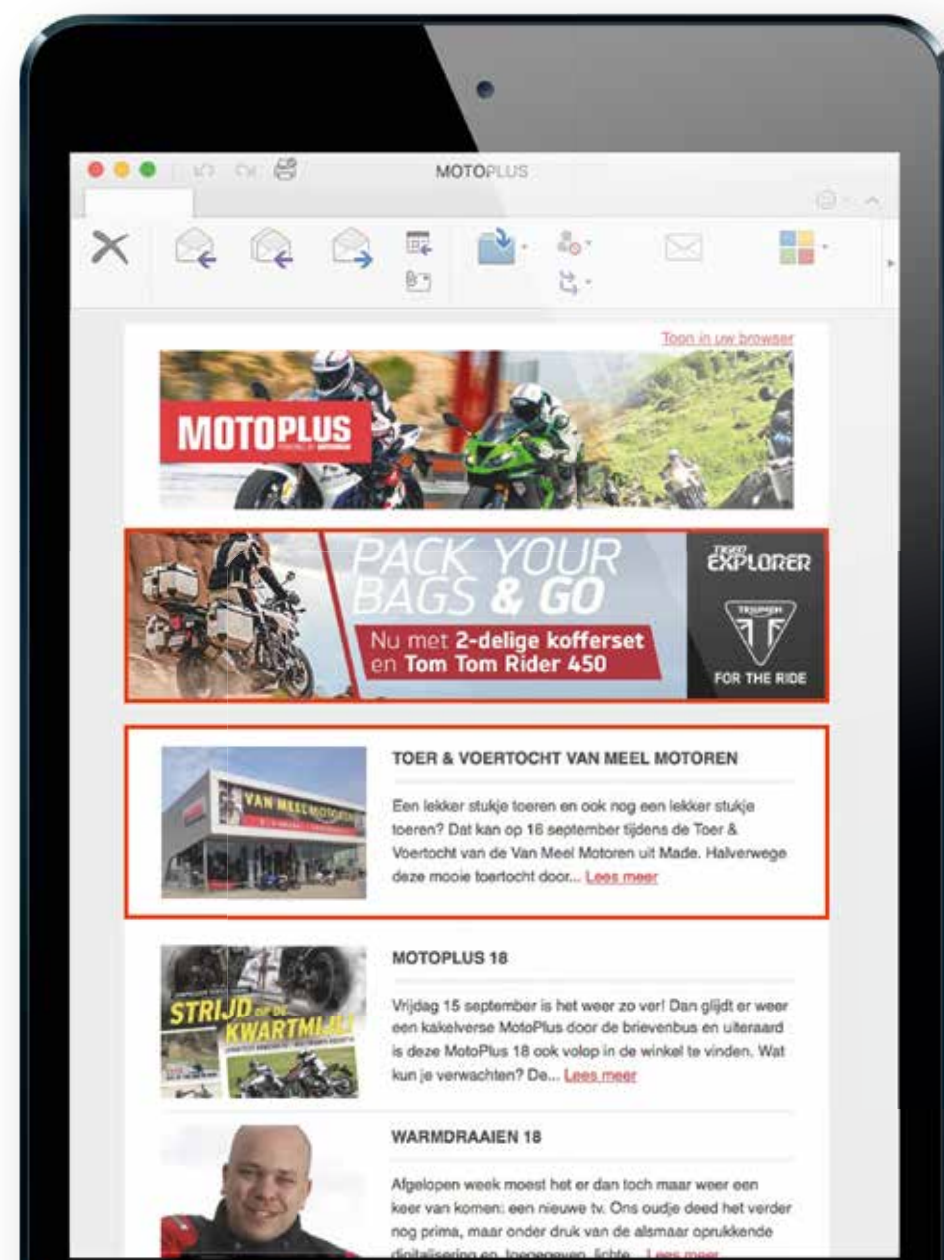 MOTOPLUS
Toon in uw browser
MOTOPLUS
PACK YOUR
BAGS & GO
Nu met 2-delige kofferset
en Tom Tom Rider 450
TIGER
EXPLORER
TRIUMPH
FOR THE RIDE
TOER & VOERTOCHT VAN MEEL MOTOREN
VAN MEEL MOTOREN
Een lekker stukje toeren en ook nog een lekker stukje
toeren? Dat kan op 16 september tijdens de Toer &
Voertocht van de Van Meel Motoren uit Made. Halverwege
deze mooie toertocht door... Lees meer
MOTOPLUS 18
STRIJD OP DE
KWARTMIJL!
Vrijdag 15 september is het weer zo ver! Dan glijdt er weer
een kakelverse MotoPlus door de brievenbus en uiteraard
is deze MotoPlus 18 ook volop in de winkel te vinden. Wat
kun je verwachten? De... Lees meer
WARMDRAAIEN 18
Afgelopen week moest het er dan toch maar weer een
keer van komen: een nieuwe tv. Ons oudje deed het verder
nog prima, maar onder druk van de alsmaar oprukkende
digitalisering en, toegegeven, lichte... Lees meer